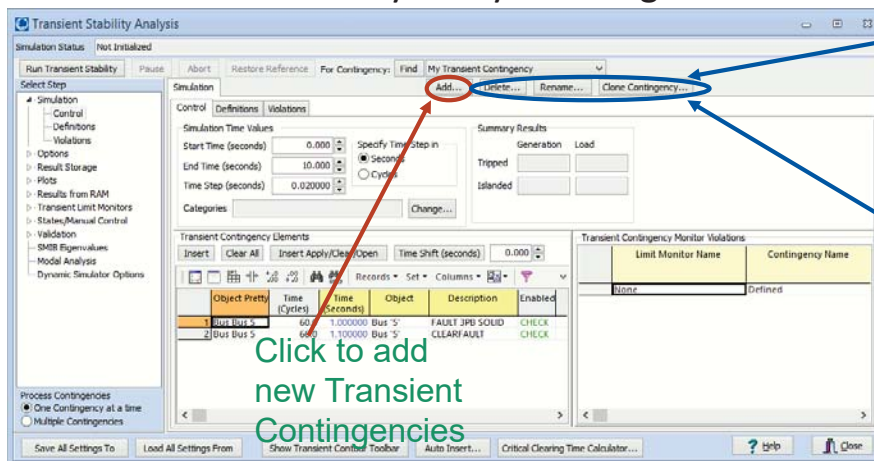 Transient Stability Analysis
Simulation Status Not Initialized
Run Transient Stability Pause Abort Restore Reference For Contingency: Find My Transient Contingency
Select Step
Simulation
Control
Definitions
Violations
Options
Result Storage
Plots
Results from RAM
Transient Limit Monitors
States/Manual Control
Validation
SMIB Eigenvalues
Modal Analysis
Dynamic Simulator Options
Process Contingencies
One Contingency at a time
Multiple Contingencies
Simulation Add... Delete... Rename... Clone Contingency...
Control Definitions Violations
Simulation Time Values
Start Time (seconds) 0.000
End Time (seconds) 10.000
Time Step (seconds) 0.020000
Specify Time Step in
Seconds
Cycles
Categories Change...
Summary Results
Generation Load
Tripped
Islanded
Transient Contingency Elements
Insert Clear All Insert Apply/Clear/Open Time Shift (seconds) 0.000
Records Set Columns
Object Pretty Time (Cycles) Time (Seconds) Object Description Enabled
1 Bus Bus 5 60.0 1.000000 Bus '5' FAULT 3PB SOLID CHECK
2 Bus Bus 5 66.0 1.100000 Bus '5' CLEARFAULT CHECK
Transient Contingency Monitor Violations
Limit Monitor Name Contingency Name
None Defined
Click to add
new Transient
Contingencies
Save All Settings To Load All Settings From Show Transient Contour Toolbar Auto Insert... Critical Clearing Time Calculator... Help Close